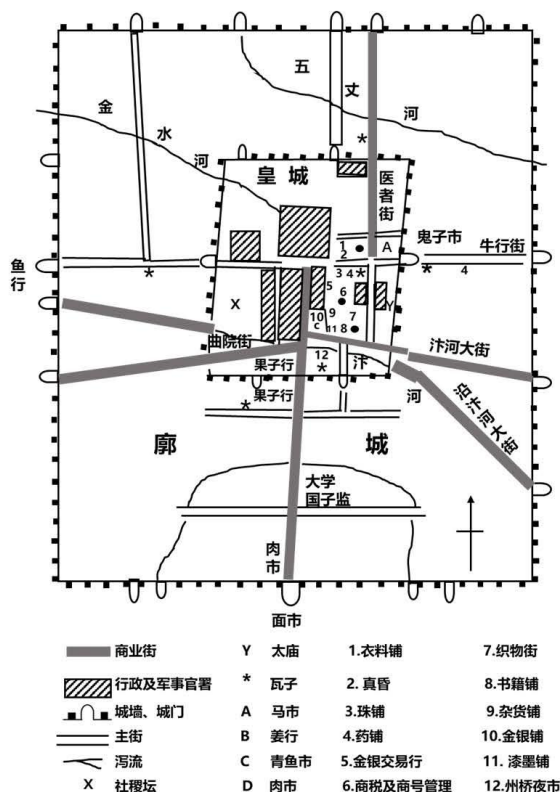 五丈河
金水河
皇城
医者街
鬼子市
牛行街
4
鱼行
1
2
A
3 4
5
6
X
Y
10 9 7
C 11 8
曲院街
汴河大街
果子行
12
汴河
果子行
沿汴河大街
廓城
大学
国子监
肉市
面市
商业街 Y 太庙 1.衣料铺 7.织物街
行政及军事官署 * 瓦子 2. 真昏 8.书籍铺
城墙、城门 A 马市 3.珠铺 9.杂货铺
主街 B 姜行 4.药铺 10.金银铺
泻流 C 青鱼市 5.金银交易行 11. 漆墨铺
X 社稷坛 D 肉市 6.商税及商号管理 12.州桥夜市